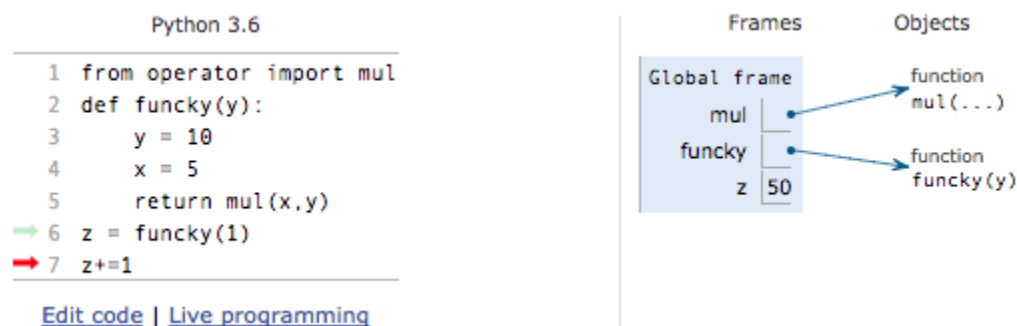 Python 3.6
1 from operator import mul
2 def funcky(y):
3     y = 10
4     x = 5
5     return mul(x,y)
6 z = funcky(1)
7 z+=1
Edit code | Live programming
Frames
Objects
Global frame
mul
funcky
z 50
function
mul(...)
function
funcky(y)